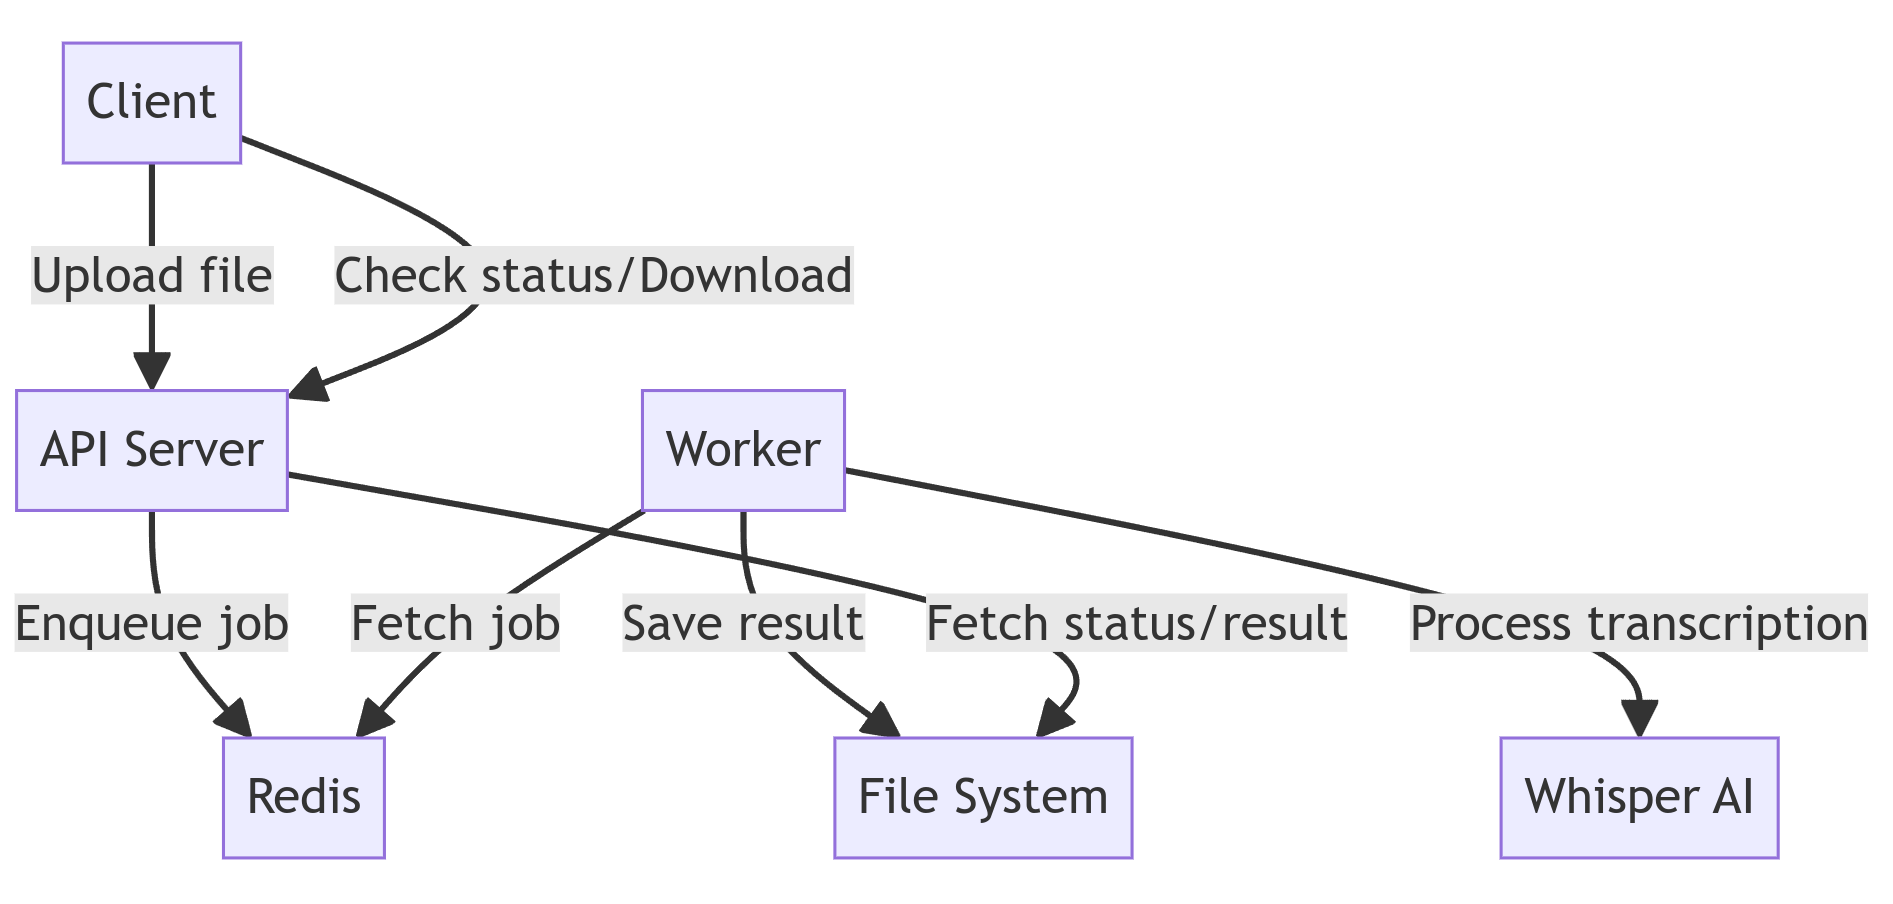 Client
Upload file
Check status/Download
API Server
Worker
Enqueue job
Fetch job
Save result
Fetch status/result
Process transcription
Redis
File System
Whisper AI